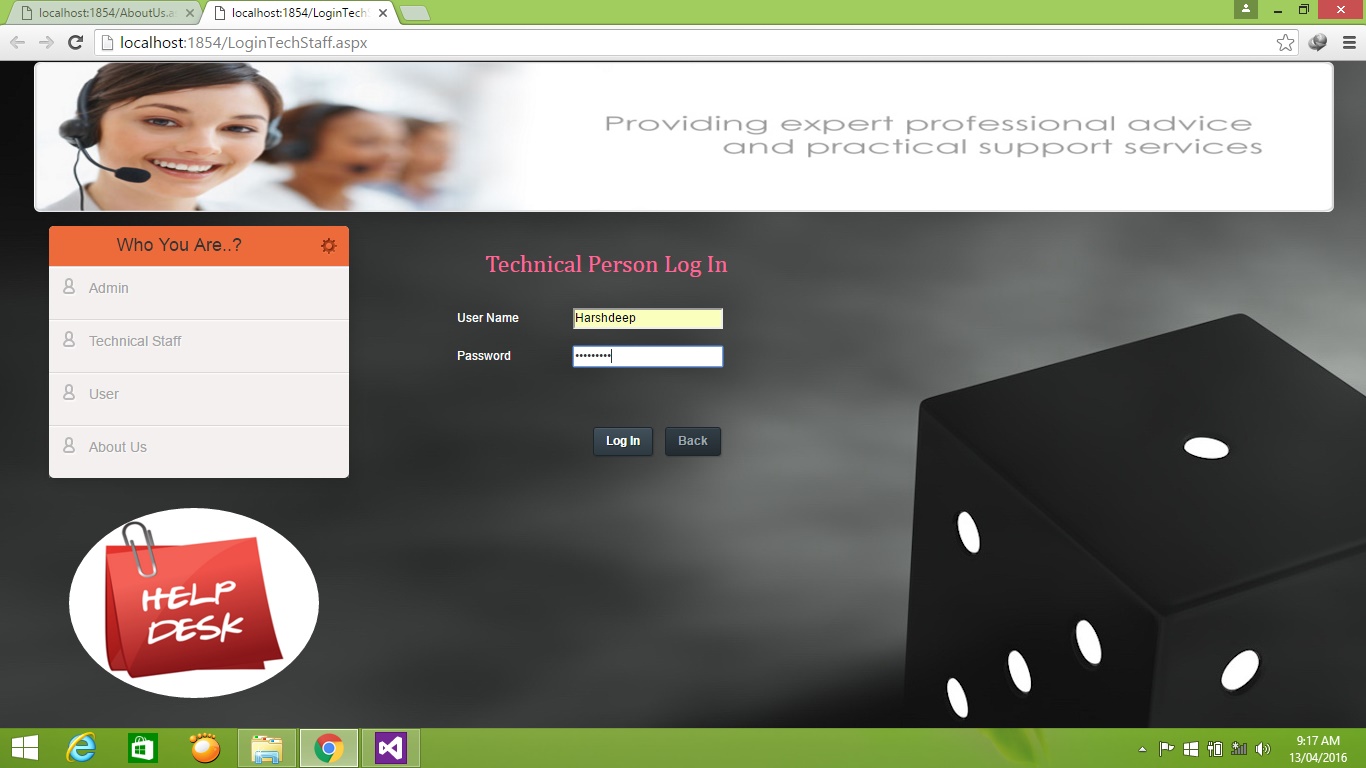 localhost:1854/AboutUs.a
localhost:1854/LoginTechS
localhost:1854/LoginTechStaff.aspx
Providing expert professional advice
and practical support services
Who You Are..?
Admin
Technical Staff
User
About Us
Technical Person Log In
User Name
Harshdeep
Password
•••••••••
Log In
Back
HELP
DESK
9:17 AM
13/04/2016